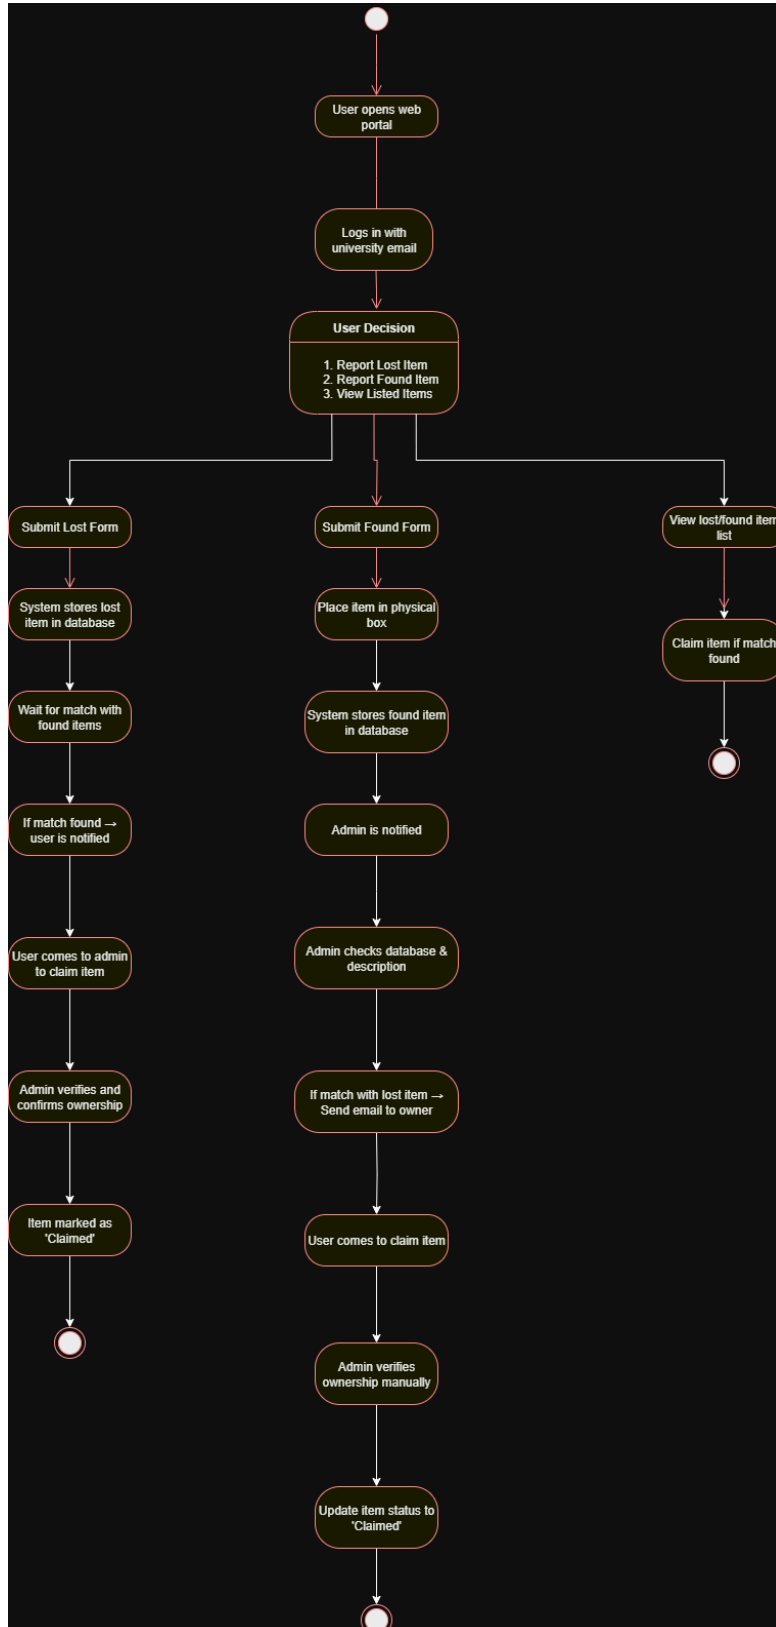 User opens web
portal
Logs in with
university email
User Decision
1. Report Lost Item
2. Report Found Item
3. View Listed Items
Submit Lost Form
System stores lost
item in database
Wait for match with
found items
If match found →
user is notified
User comes to admin
to claim item
Admin verifies and
confirms ownership
Item marked as
'Claimed'
Submit Found Form
Place item in physical
box
System stores found item
in database
Admin is notified
Admin checks database &
description
If match with lost item →
Send email to owner
User comes to claim item
Admin verifies
ownership manually
Update item status to
'Claimed'
View lost/found item
list
Claim item if match
found